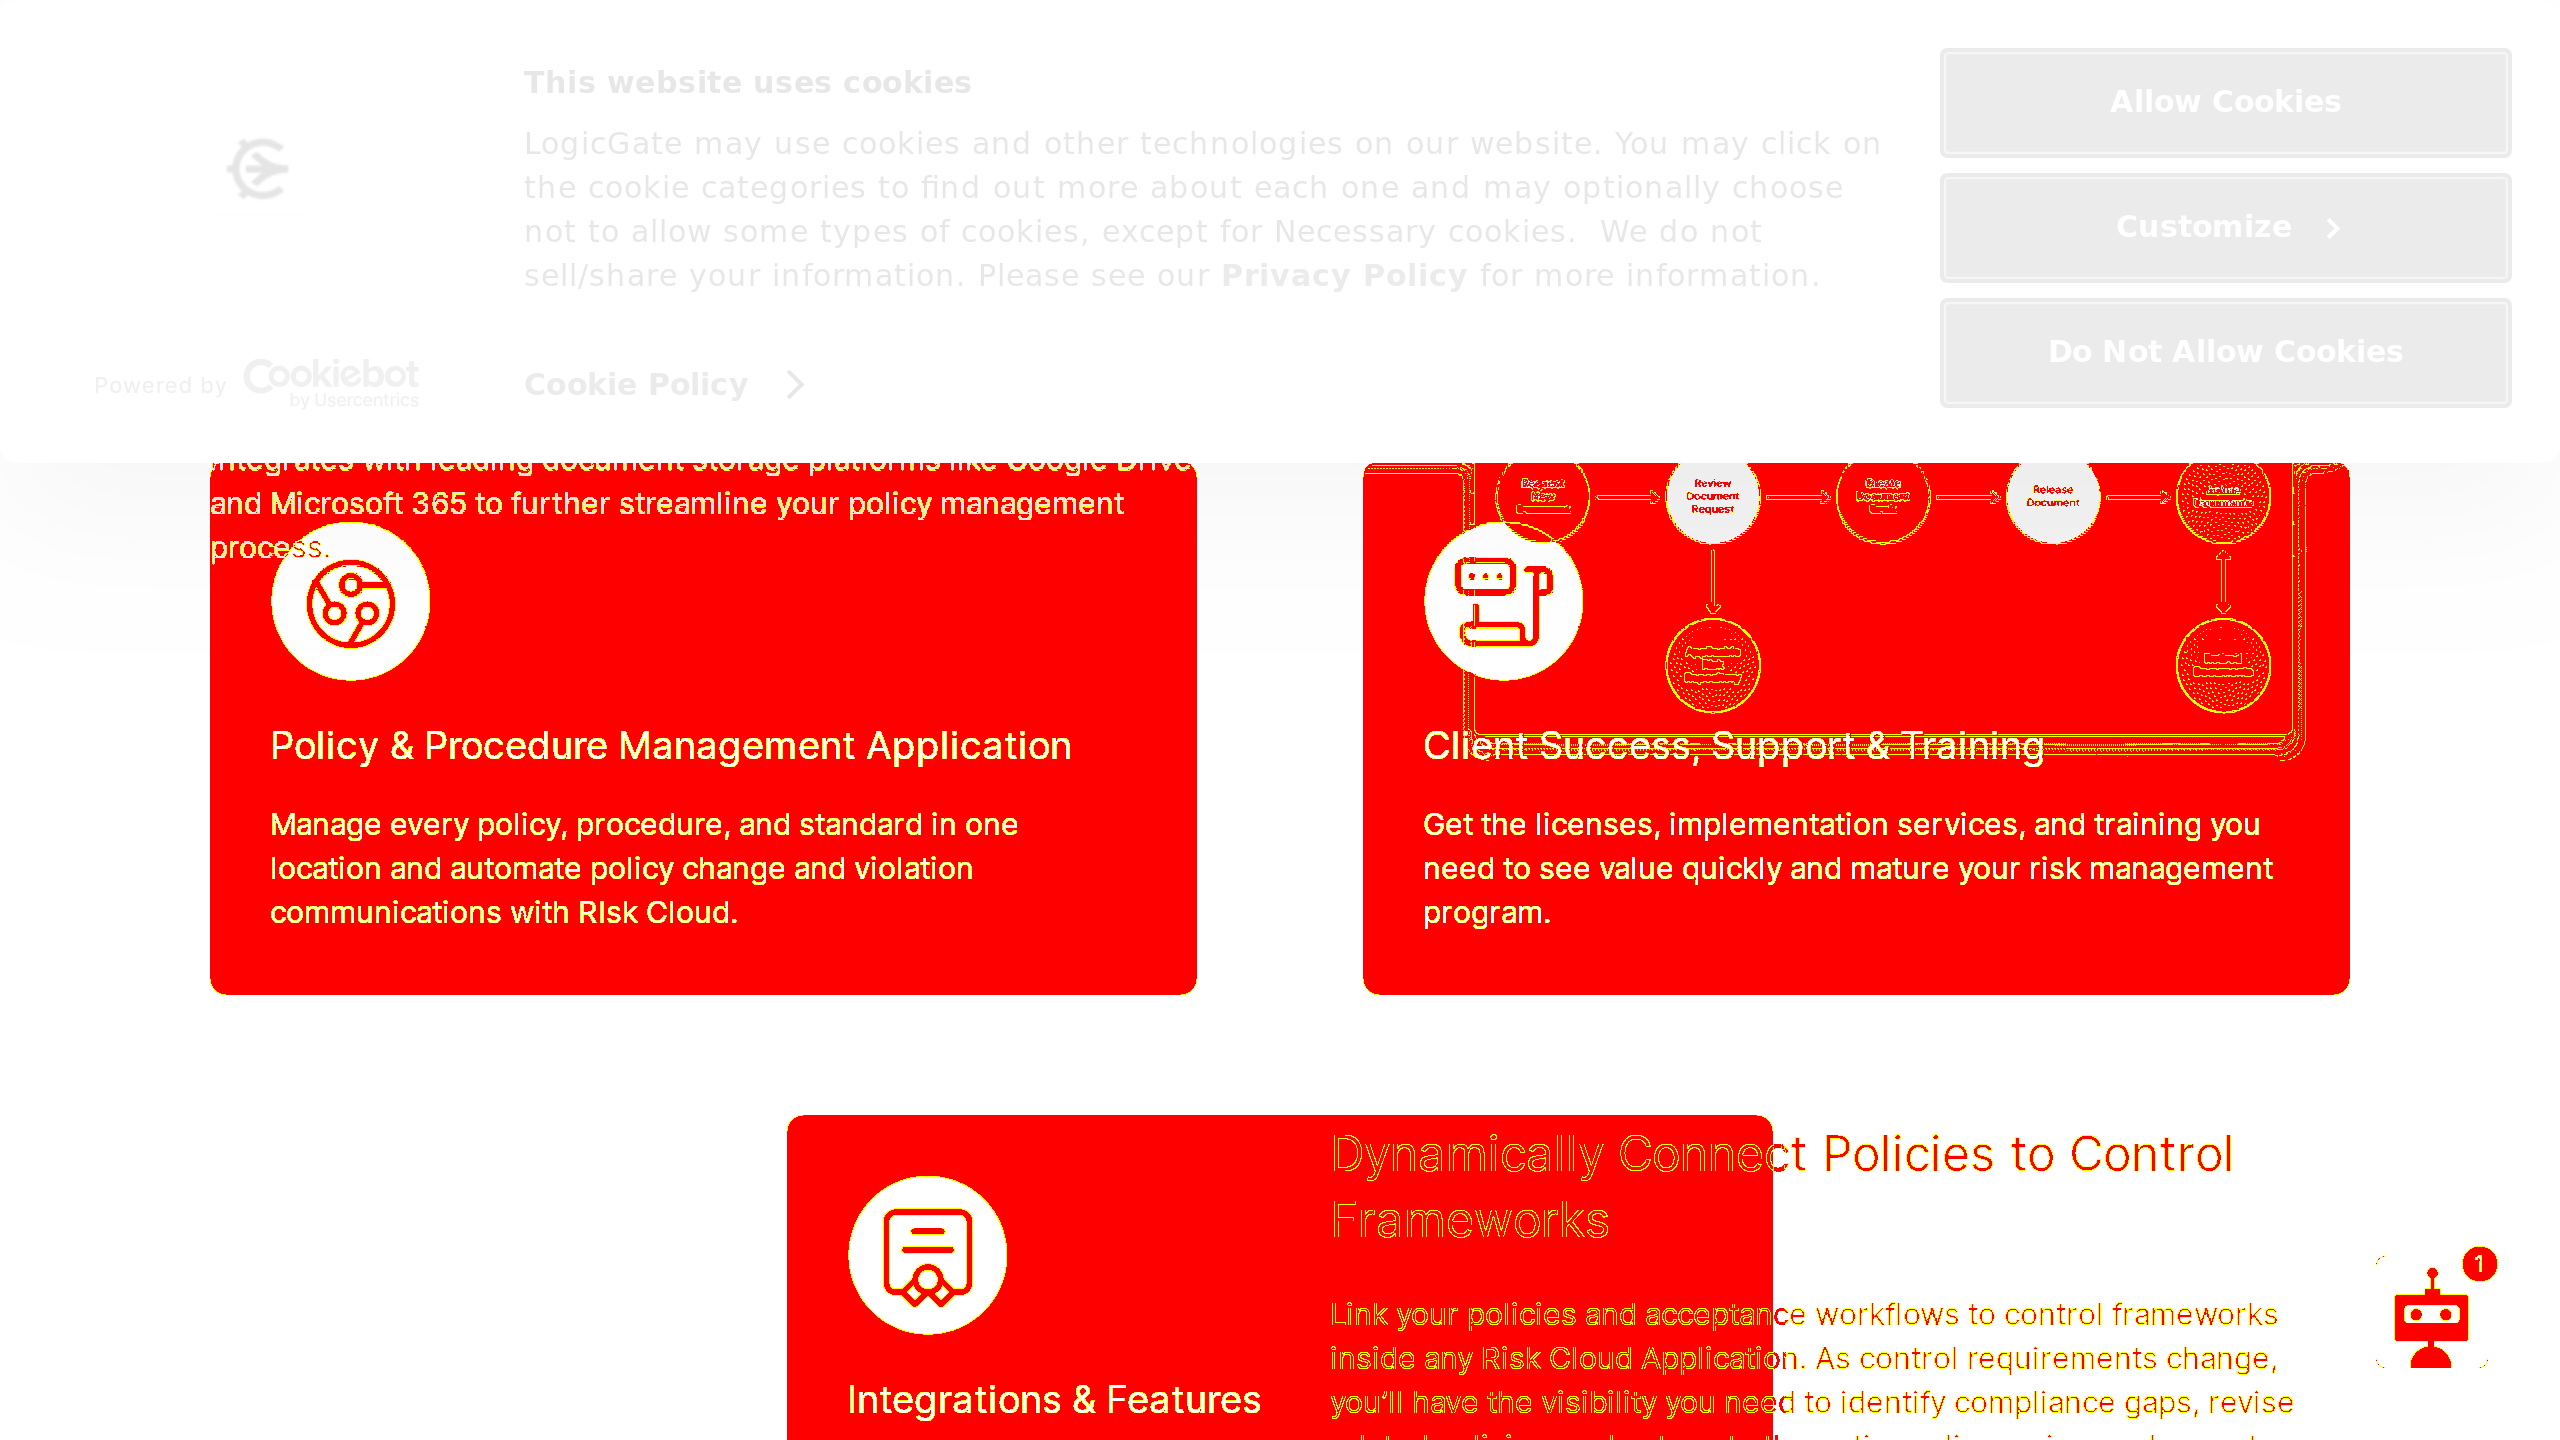 This website uses cookies
LogicGate may use cookies and other technologies on our website. You may click on
the cookie categories to find out more about each one and may optionally choose
not to allow some types of cookies, except for Necessary cookies.  We do not
sell/share your information. Please see our Privacy Policy for more information.
Powered by Cookiebot
by Usercentrics
Cookie Policy
Allow Cookies
Customize
Do Not Allow Cookies
integrates with leading document storage platforms like Google Drive
and Microsoft 365 to further streamline your policy management
process.
Review
Document
Request
Release
Document
Policy & Procedure Management Application
Manage every policy, procedure, and standard in one
location and automate policy change and violation
communications with RIsk Cloud.
Client Success, Support & Training
Get the licenses, implementation services, and training you
need to see value quickly and mature your risk management
program.
Dynamically Connect Policies to Control
Frameworks
Link your policies and acceptance workflows to control frameworks
inside any Risk Cloud Application. As control requirements change,
you'll have the visibility you need to identify compliance gaps, revise
Integrations & Features
1